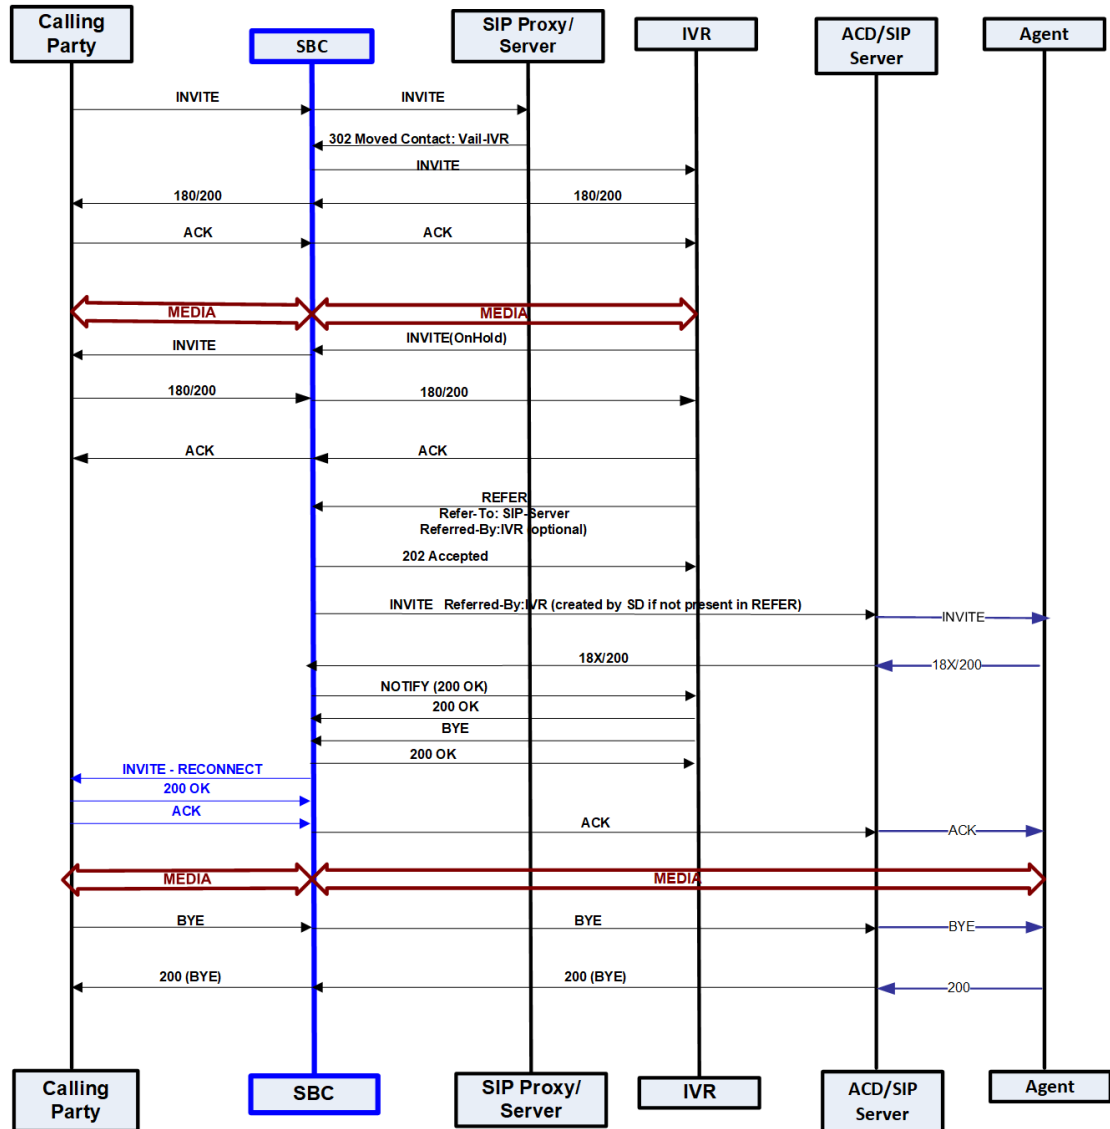 Calling
Party
SBC
SIP Proxy/
Server
IVR
ACD/SIP
Server
Agent
INVITE
INVITE
302 Moved Contact: Vail-IVR
INVITE
180/200
180/200
ACK
ACK
MEDIA
MEDIA
INVITE(OnHold)
INVITE
180/200
180/200
ACK
ACK
REFER
Refer-To: SIP-Server
Referred-By:IVR (optional)
202 Accepted
INVITE Referred-By:IVR (created by SD if not present in REFER)
INVITE
18X/200
18X/200
NOTIFY (200 OK)
200 OK
BYE
200 OK
INVITE - RECONNECT
200 OK
ACK
ACK
ACK
MEDIA
MEDIA
BYE
BYE
BYE
200 (BYE)
200 (BYE)
200
Calling
Party
SBC
SIP Proxy/
Server
IVR
ACD/SIP
Server
Agent